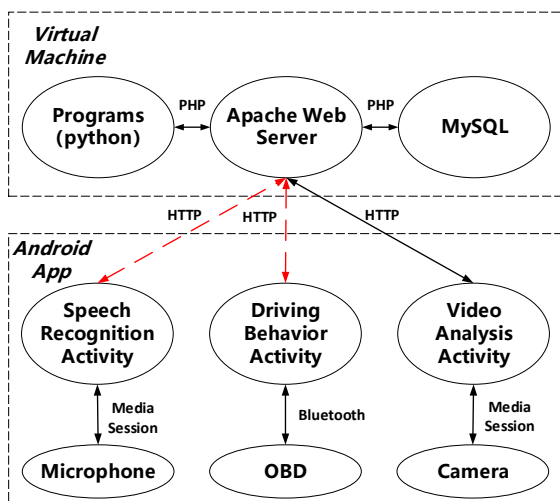 Virtual
Machine
Programs
(python)
PHP
Apache Web
Server
PHP
MySQL
HTTP
HTTP
HTTP
Android
App
Speech
Recognition
Activity
Driving
Behavior
Activity
Video
Analysis
Activity
Media
Session
Bluetooth
Media
Session
Microphone
OBD
Camera